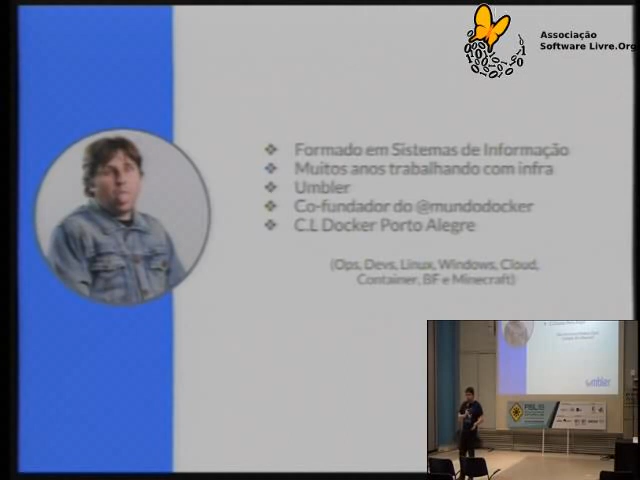 Associação
Software Livre.Org
Formado em Sistemas de Informação
Muitos anos trabalhando com infra
Umbler
Co-fundador do @mundodocker
C.L Docker Porto Alegre
(Ops, Devs, Linux, Windows, Cloud,
Container, BF e Minecraft)
umbler